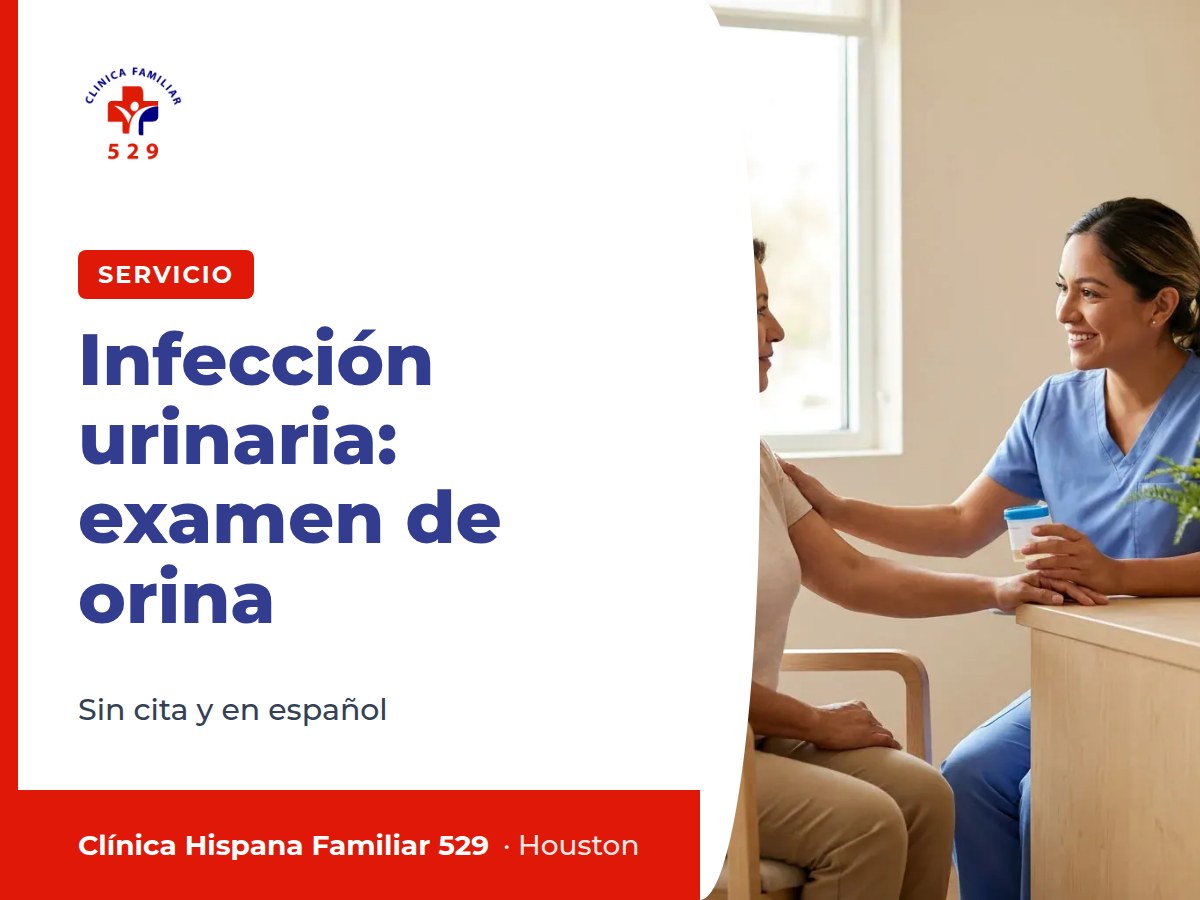 CLINICA FAMILIAR
529
SERVICIO
Infección
urinaria:
examen de
orina
Sin cita y en español
Clínica Hispana Familiar 529 · Houston